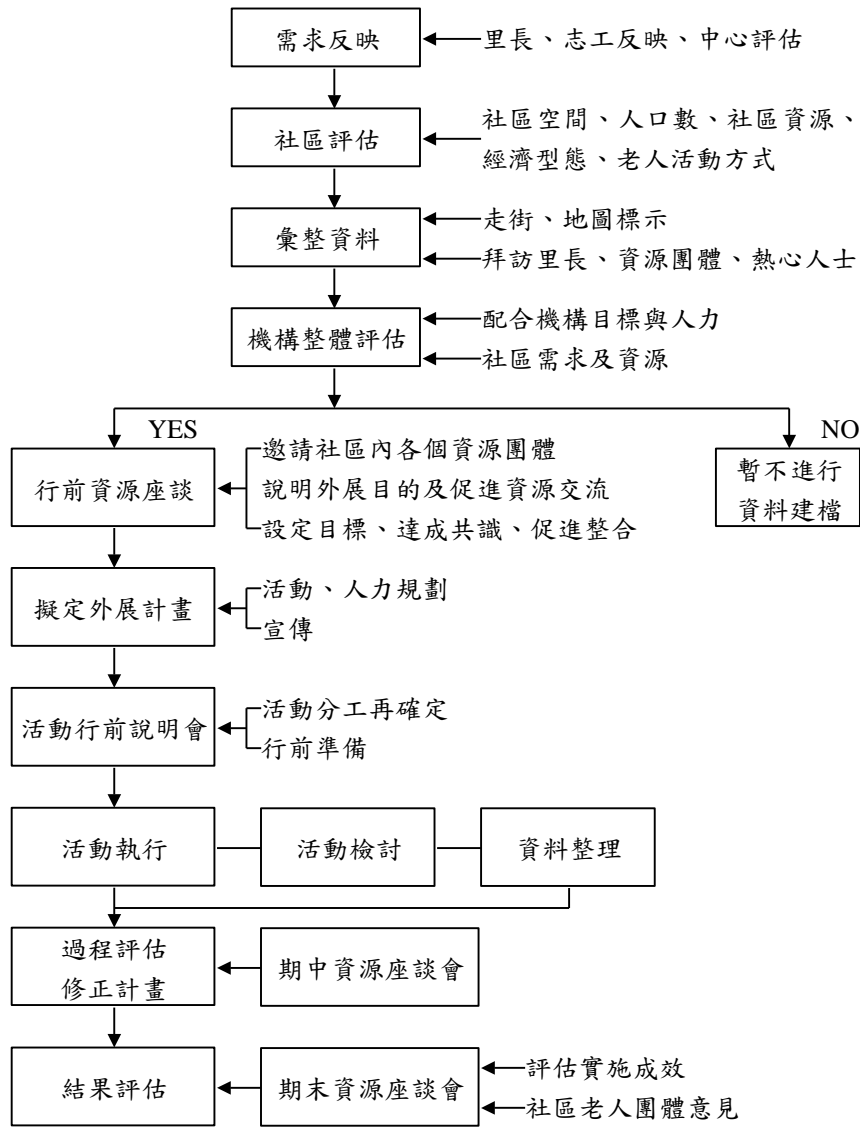 需求反映
里長、志工反映、中心評估
社區評估
社區空間、人口數、社區資源、
經濟型態、老人活動方式
彙整資料
走街、地圖標示
拜訪里長、資源團體、熱心人士
機構整體評估
配合機構目標與人力
社區需求及資源
YES
NO
行前資源座談
邀請社區內各個資源團體
說明外展目的及促進資源交流
設定目標、達成共識、促進整合
暫不進行
資料建檔
擬定外展計畫
活動、人力規劃
宣傳
活動行前說明會
活動分工再確定
行前準備
活動執行
活動檢討
資料整理
過程評估
修正計畫
期中資源座談會
結果評估
期末資源座談會
評估實施成效
社區老人團體意見